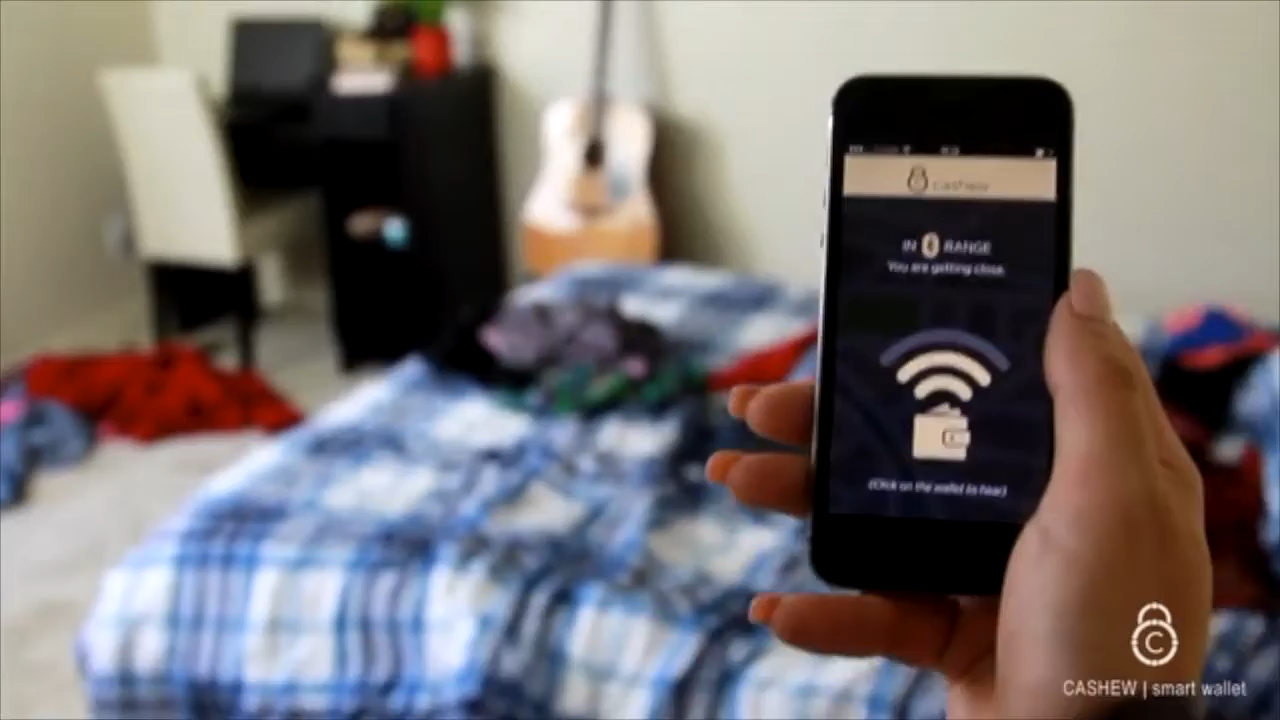 cashew
IN RANGE
You are getting close.
(Click on the wallet to hear)
C
CASHEW | smart wallet